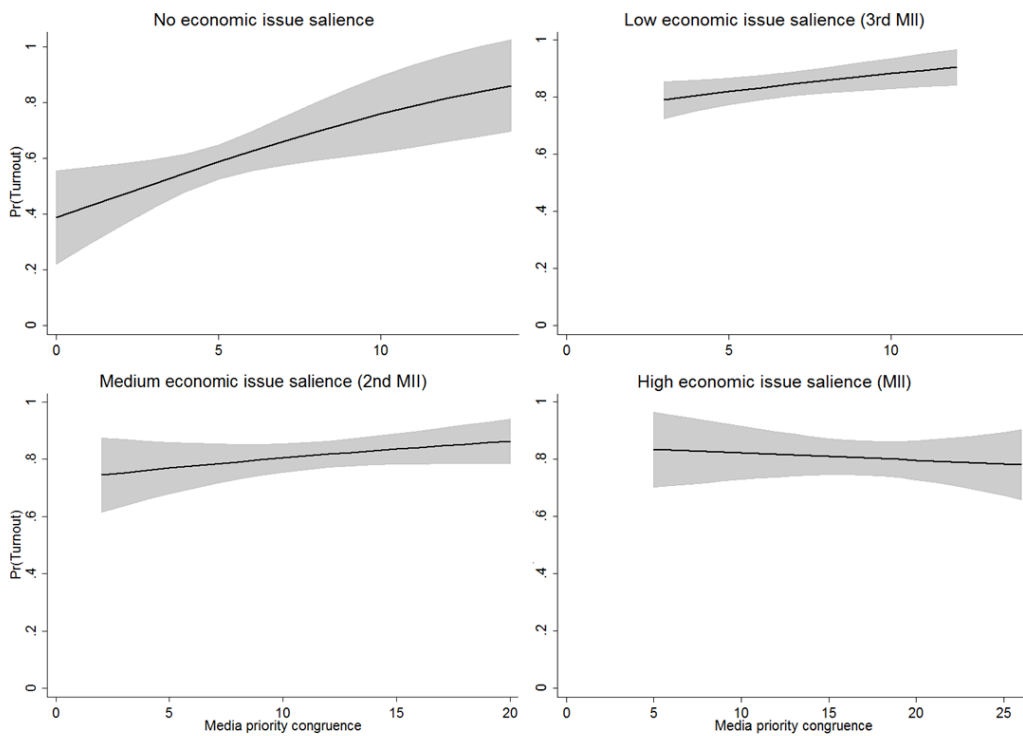 No economic issue salience
Pr(Turnout)
1
.8
.6
.4
.2
0
0 5 10
Low economic issue salience (3rd MII)
1
.8
.6
.4
.2
0
0 5 10
Medium economic issue salience (2nd MII)
Pr(Turnout)
1
.8
.6
.4
.2
0
0 5 10 15 20
Media priority congruence
High economic issue salience (MII)
1
.8
.6
.4
.2
0
0 5 10 15 20 25
Media priority congruence